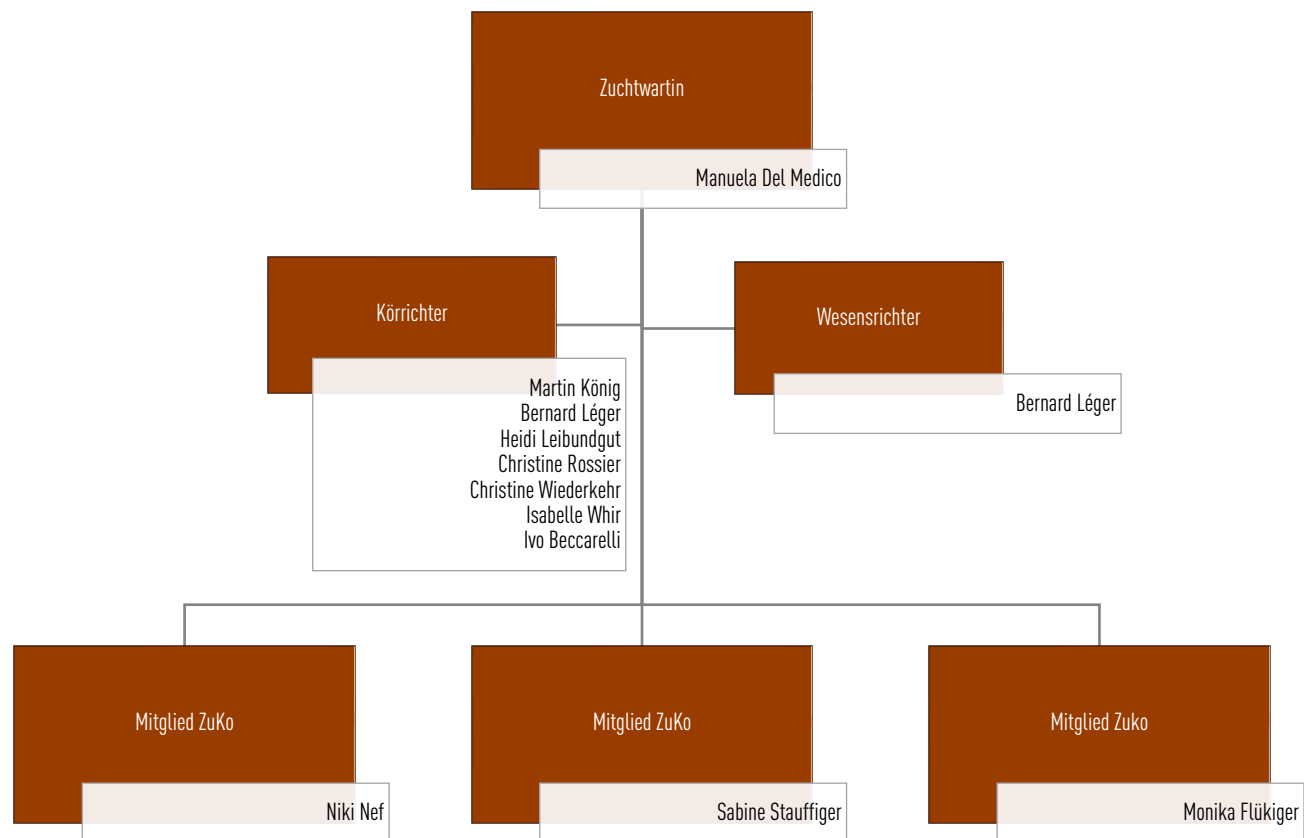 Zuchtwartin
Manuela Del Medico
Körrichter
Martin König
Bernard Léger
Heidi Leibundgut
Christine Rossier
Christine Wiederkehr
Isabelle Whir
Ivo Beccarelli
Wesensrichter
Bernard Léger
Mitglied ZuKo
Niki Nef
Mitglied ZuKo
Sabine Stauffiger
Mitglied Zuko
Monika Flükiger